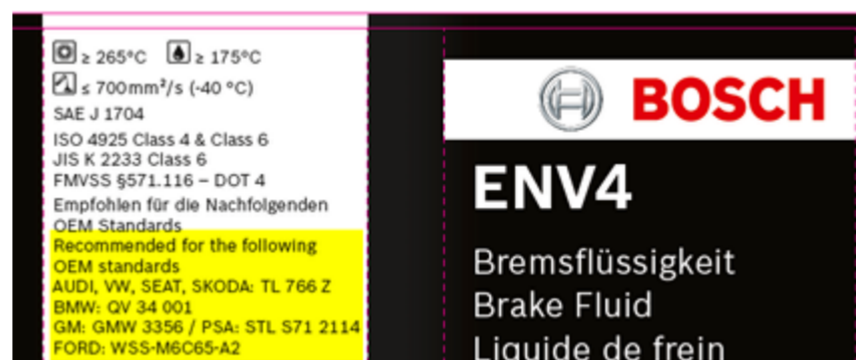 ≥ 265°C ≥ 175°C
≤ 700mm²/s (-40 °C)
SAE J 1704
ISO 4925 Class 4 & Class 6
JIS K 2233 Class 6
FMVSS §571.116 – DOT 4
Empfohlen für die Nachfolgenden
OEM Standards
Recommended for the following
OEM standards
AUDI, VW, SEAT, SKODA: TL 766 Z
BMW: QV 34 001
GM: GMW 3356 / PSA: STL S71 2114
FORD: WSS-M6C65-A2
BOSCH
ENV4
Bremsflüssigkeit
Brake Fluid
Liquide de frein